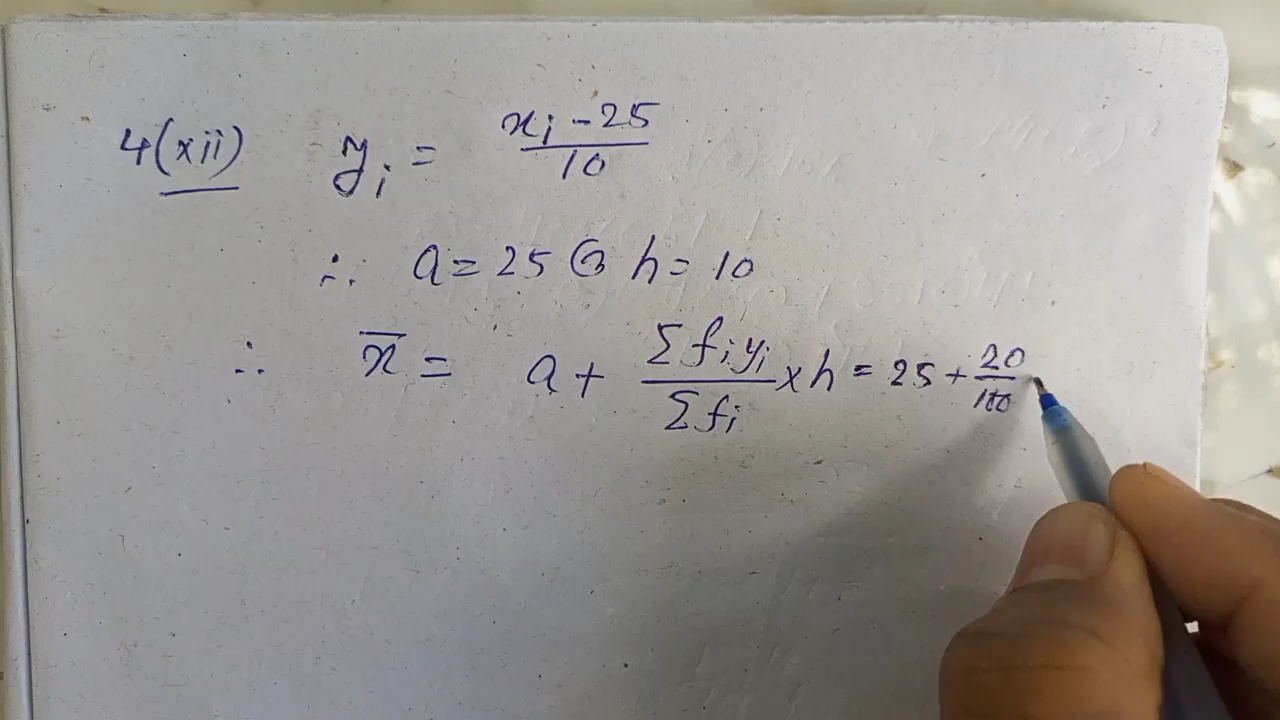 4(xii) yᵢ = (xᵢ - 25)/10
∴ a = 25 h = 10
∴ x̄ = a + (Σfᵢyᵢ)/(Σfᵢ) × h = 25 + 20/100